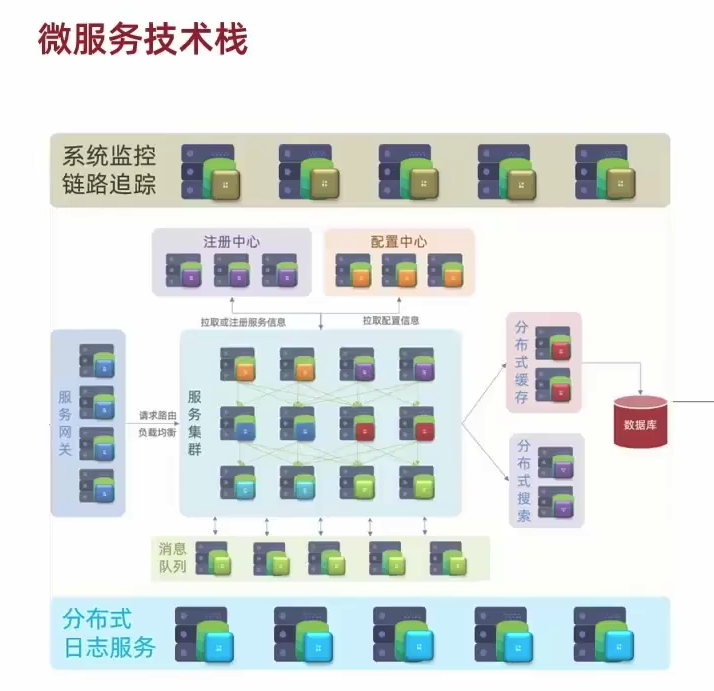 微服务技术栈
系统监控
链路追踪
注册中心
配置中心
拉取或注册服务信息
拉取配置信息
服务网关
请求路由
负载均衡
服务集群
分布式缓存
数据库
分布式搜索
消息
队列
分布式
日志服务